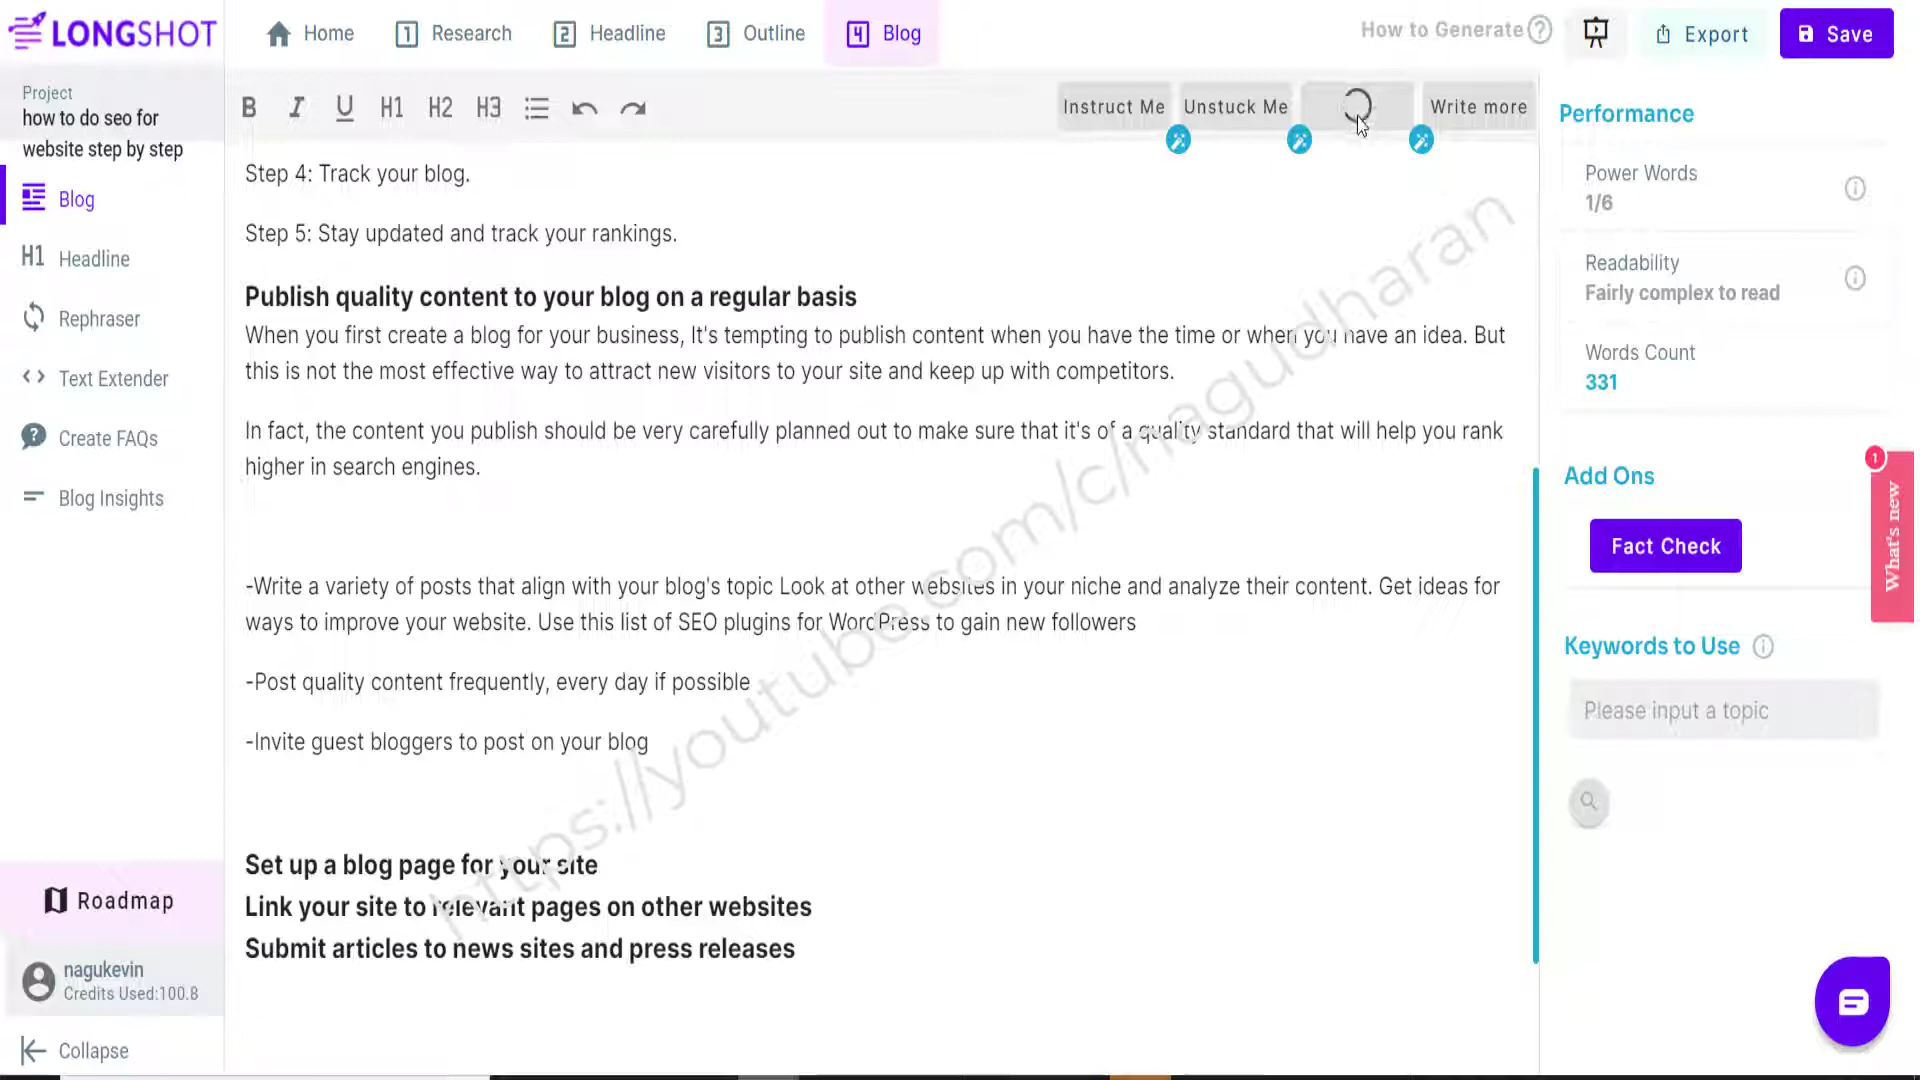 LONGSHOT
Home
1 Research
2 Headline
3 Outline
4 Blog
How to Generate ?
Export
Save
Project
how to do seo for
website step by step
Blog
H1 Headline
Rephraser
Text Extender
Create FAQs
Blog Insights
Roadmap
nagukevin
Credits Used:100.8
Collapse
B I U H1 H2 H3
Instruct Me
Unstuck Me
Write more
Step 4: Track your blog.
Step 5: Stay updated and track your rankings.
Publish quality content to your blog on a regular basis
When you first create a blog for your business, It's tempting to publish content when you have the time or when you have an idea. But
this is not the most effective way to attract new visitors to your site and keep up with competitors.
In fact, the content you publish should be very carefully planned out to make sure that it's of a quality standard that will help you rank
higher in search engines.
-Write a variety of posts that align with your blog's topic Look at other websites in your niche and analyze their content. Get ideas for
ways to improve your website. Use this list of SEO plugins for WordPress to gain new followers
-Post quality content frequently, every day if possible
-Invite guest bloggers to post on your blog
Set up a blog page for your site
Link your site to relevant pages on other websites
Submit articles to news sites and press releases
https://youtube.com/c/nagudharan
Performance
Power Words
1/6
Readability
Fairly complex to read
Words Count
331
Add Ons
Fact Check
1
What's new
Keywords to Use
Please input a topic